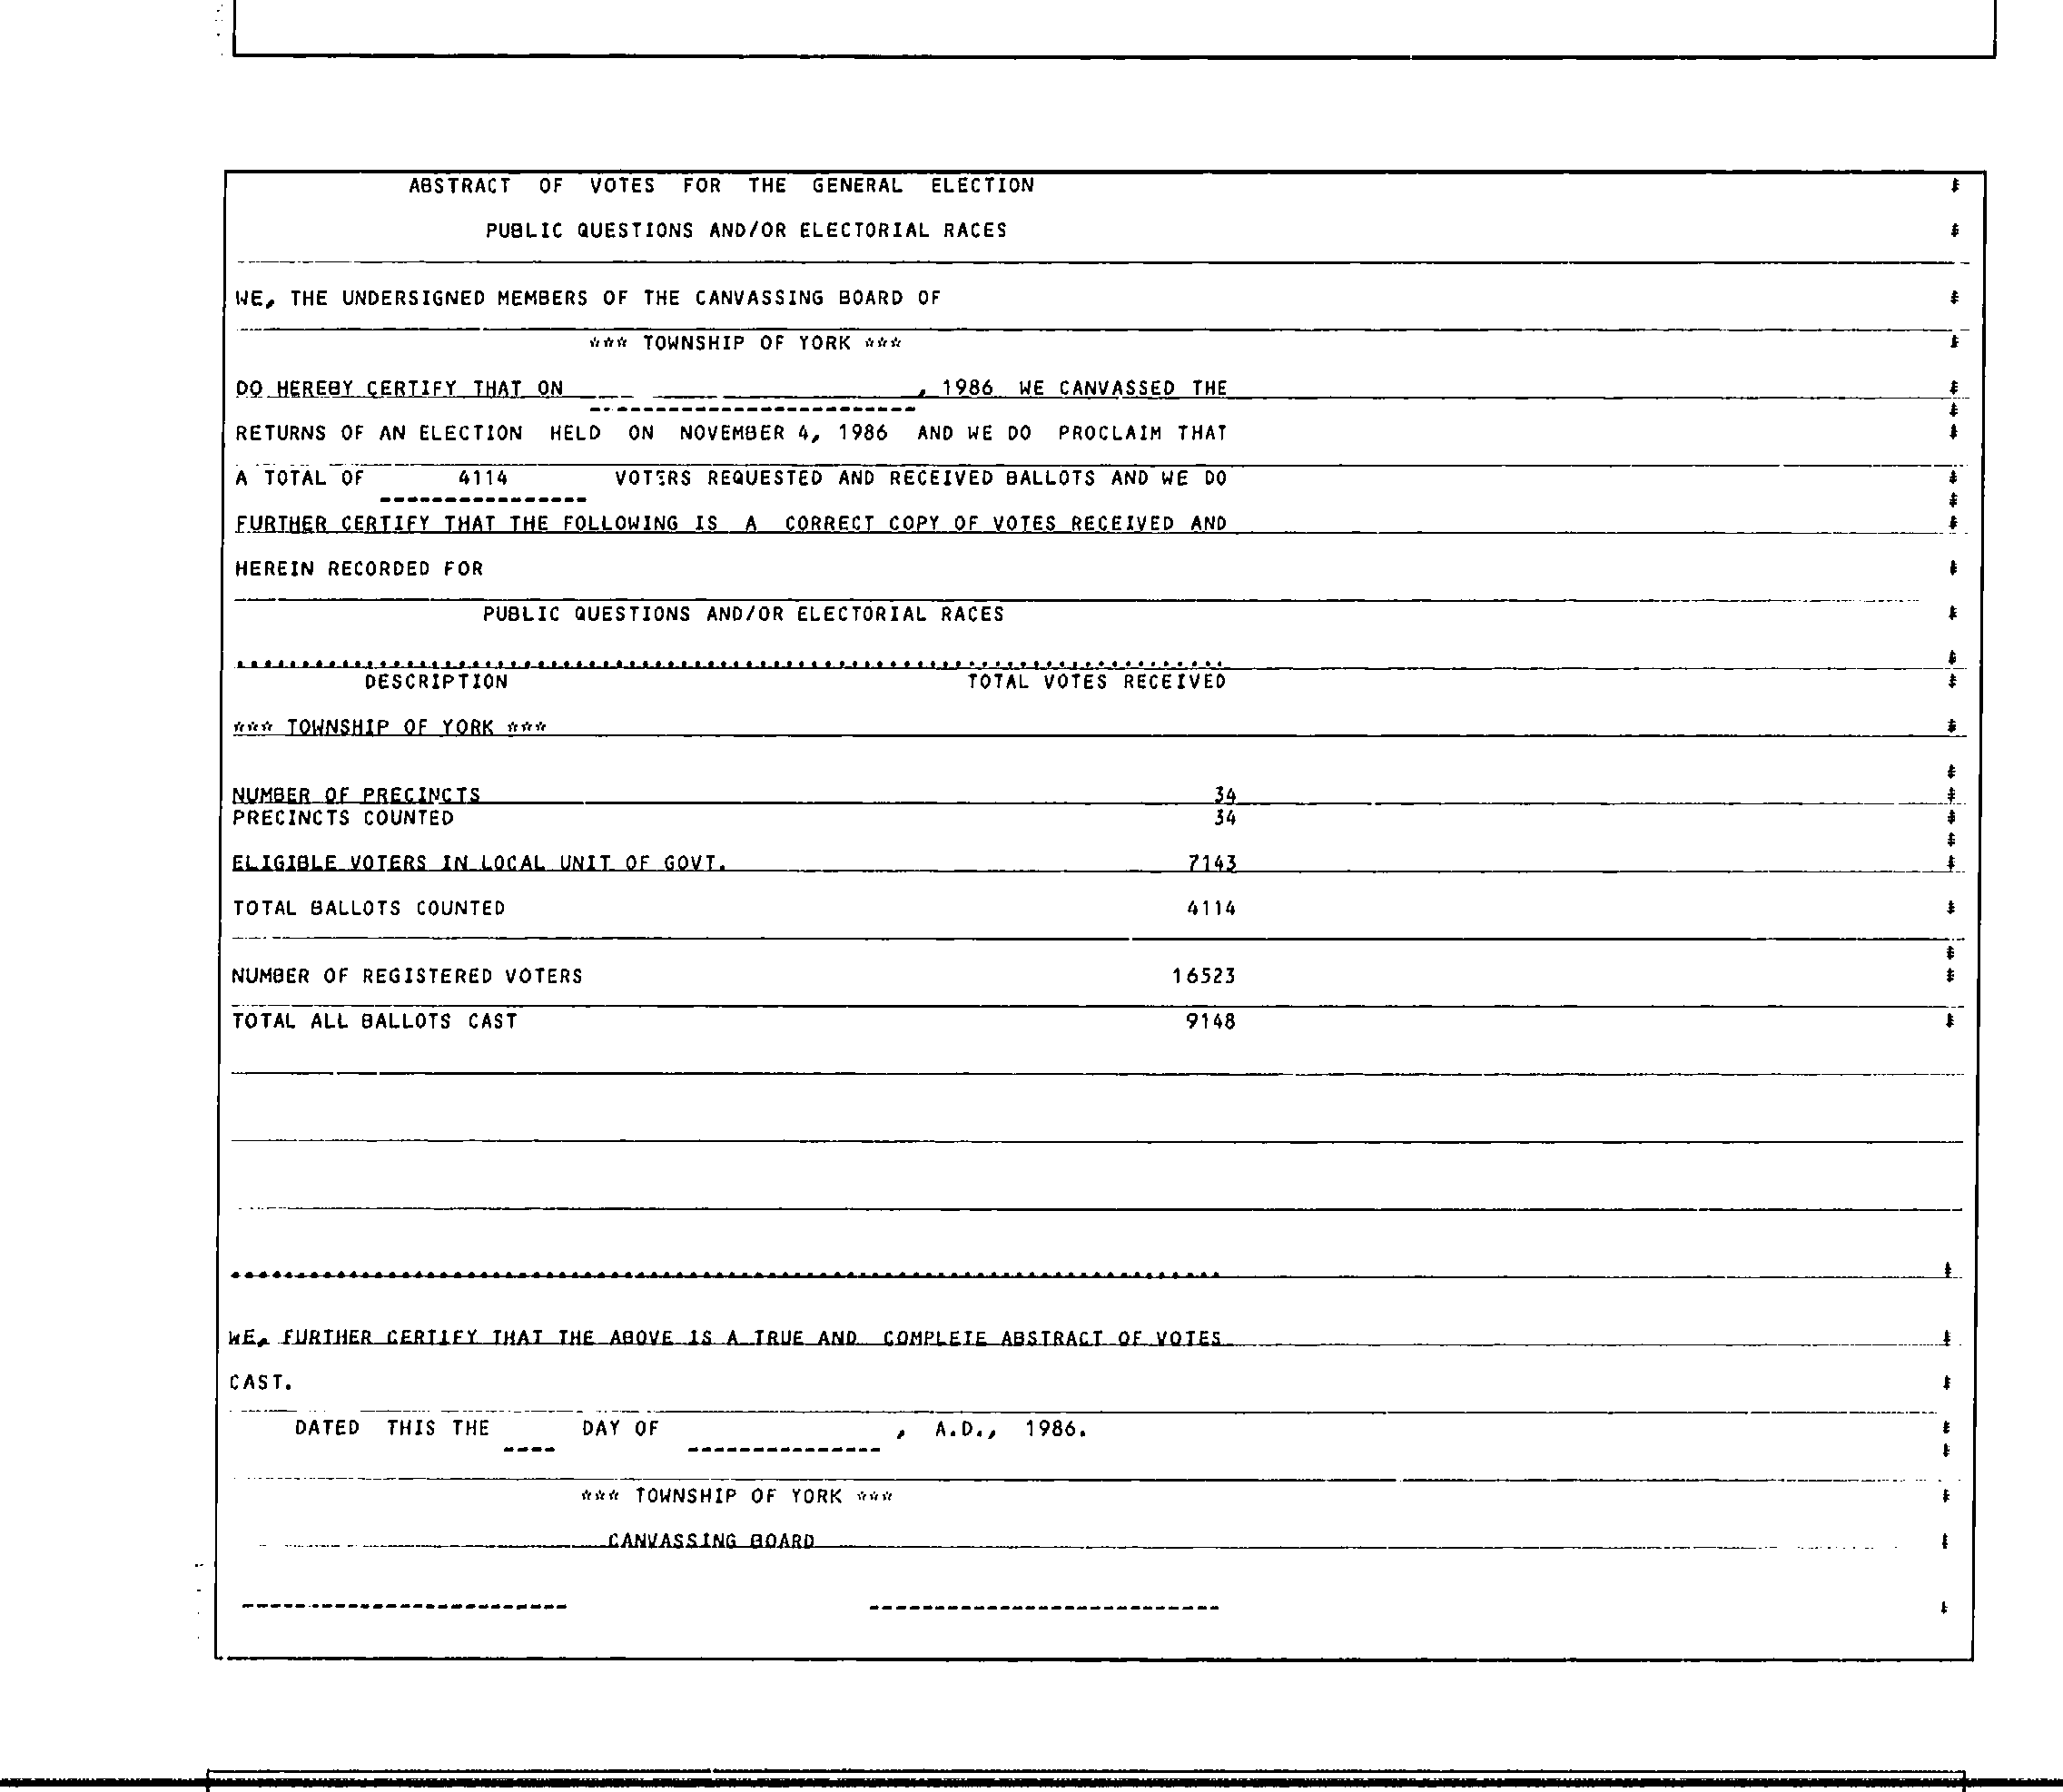 ABSTRACT OF VOTES FOR THE GENERAL ELECTION
PUBLIC QUESTIONS AND/OR ELECTORIAL RACES
WE, THE UNDERSIGNED MEMBERS OF THE CANVASSING BOARD OF
*** TOWNSHIP OF YORK ***
DO HEREBY CERTIFY THAT ON , 1986 WE CANVASSED THE
RETURNS OF AN ELECTION HELD ON NOVEMBER 4, 1986 AND WE DO PROCLAIM THAT
A TOTAL OF 4114 VOTERS REQUESTED AND RECEIVED BALLOTS AND WE DO
FURTHER CERTIFY THAT THE FOLLOWING IS A CORRECT COPY OF VOTES RECEIVED AND
HEREIN RECORDED FOR
PUBLIC QUESTIONS AND/OR ELECTORIAL RACES
DESCRIPTION TOTAL VOTES RECEIVED
*** TOWNSHIP OF YORK ***
NUMBER OF PRECINCTS 34
PRECINCTS COUNTED 34
ELIGIBLE VOTERS IN LOCAL UNIT OF GOVT. 7143
TOTAL BALLOTS COUNTED 4114
NUMBER OF REGISTERED VOTERS 16523
TOTAL ALL BALLOTS CAST 9148
WE, FURTHER CERTIFY THAT THE ABOVE IS A TRUE AND COMPLETE ABSTRACT OF VOTES
CAST.
DATED THIS THE DAY OF , A.D., 1986.
*** TOWNSHIP OF YORK ***
CANVASSING BOARD